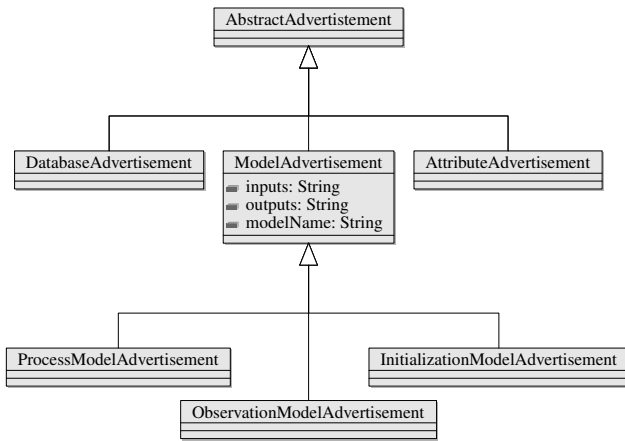 AbstractAdvertistement
DatabaseAdvertisement
ModelAdvertisement
AttributeAdvertisement
inputs: String
outputs: String
modelName: String
ProcessModelAdvertisement
InitializationModelAdvertisement
ObservationModelAdvertisement